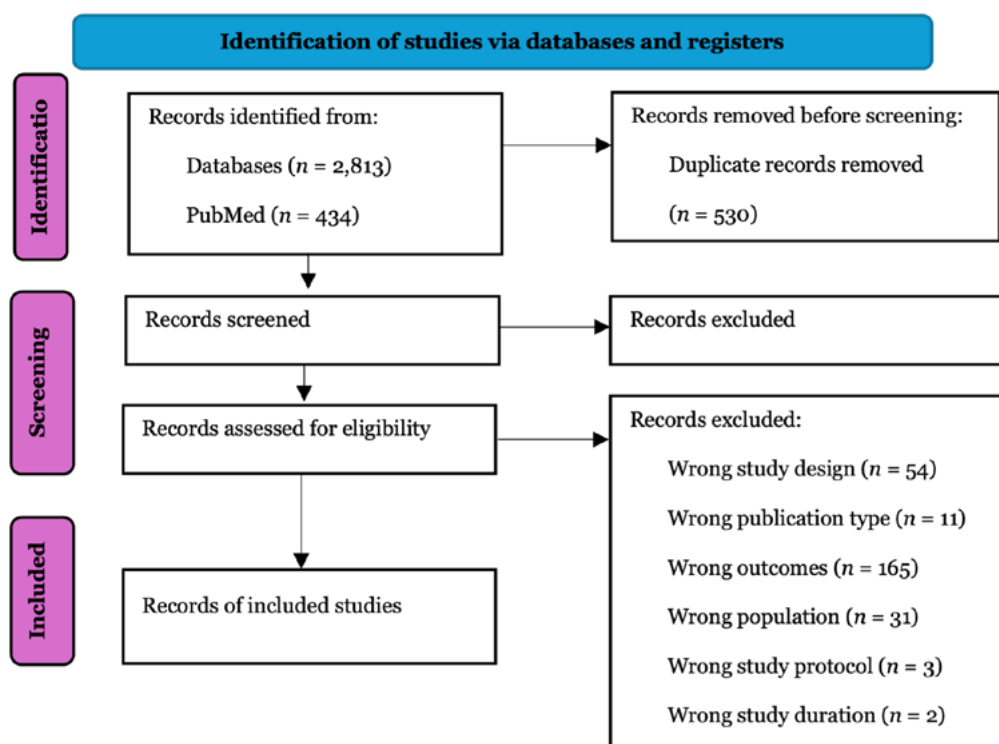 Identification of studies via databases and registers
Identificatio
Records identified from:
Databases (n = 2,813)
PubMed (n = 434)
Records removed before screening:
Duplicate records removed
(n = 530)
Screening
Records screened
Records excluded
Records assessed for eligibility
Records excluded:
Wrong study design (n = 54)
Wrong publication type (n = 11)
Wrong outcomes (n = 165)
Wrong population (n = 31)
Wrong study protocol (n = 3)
Wrong study duration (n = 2)
Included
Records of included studies